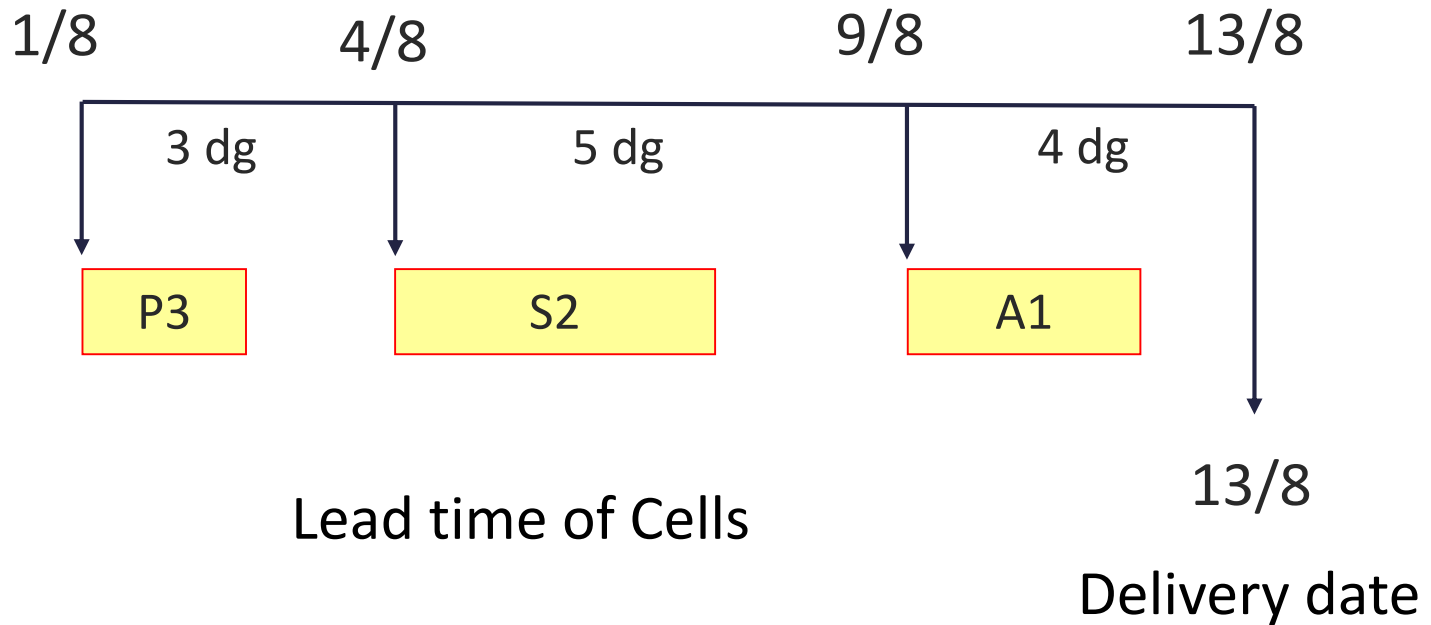 1/8
4/8
9/8
13/8
3 dg
5 dg
4 dg
P3
S2
A1
13/8
Lead time of Cells
Delivery date